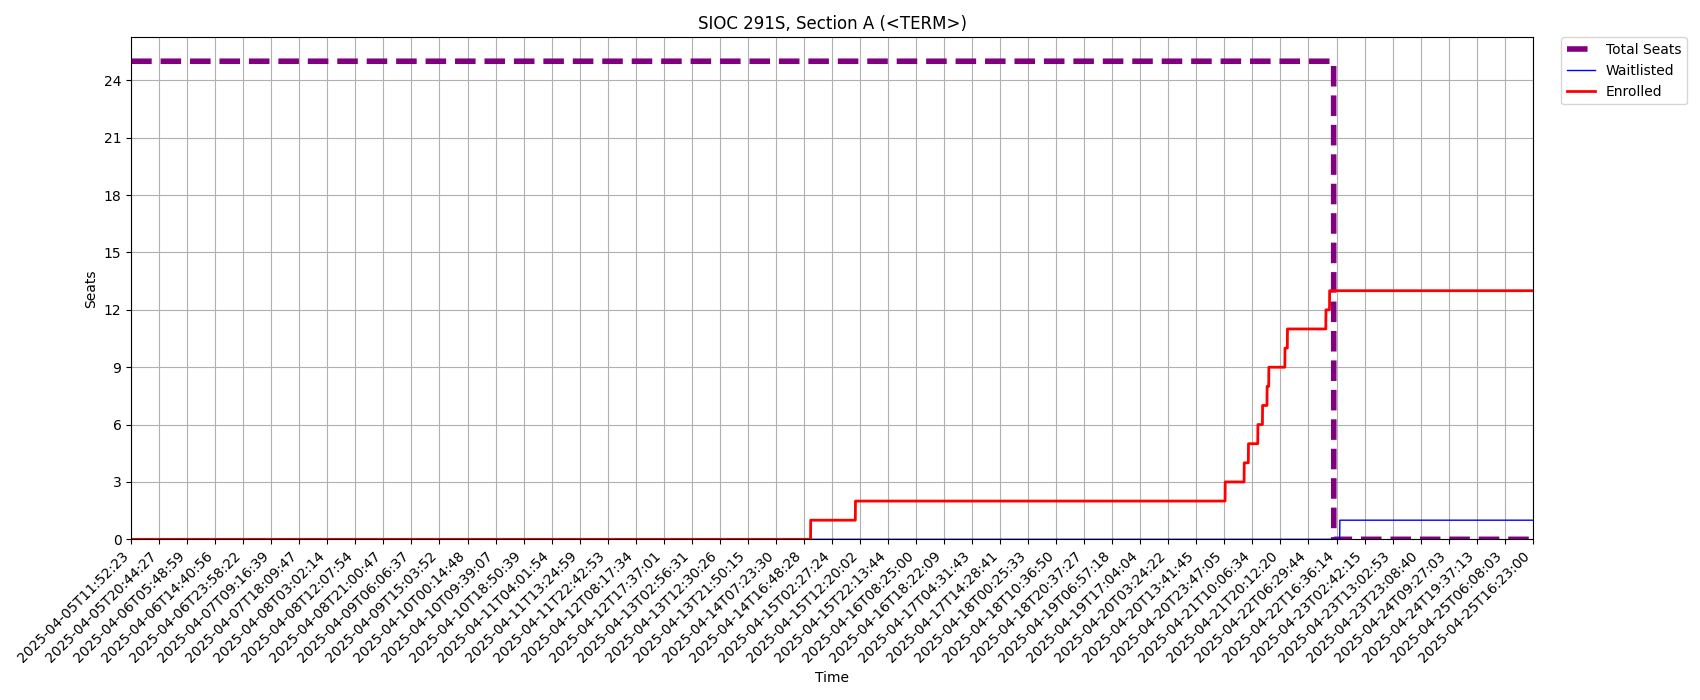 SIOC 291S, Section A (<TERM>)
Total Seats
Waitlisted
Enrolled
Seats
24
21
18
15
12
9
6
3
0
2025-04-05T11:52:23
2025-04-05T20:44:27
2025-04-06T05:48:59
2025-04-06T14:40:56
2025-04-06T23:58:22
2025-04-07T09:16:39
2025-04-07T18:09:47
2025-04-08T03:02:14
2025-04-08T12:07:54
2025-04-08T21:00:47
2025-04-09T06:06:37
2025-04-09T15:03:52
2025-04-10T00:14:48
2025-04-10T09:39:07
2025-04-10T18:50:39
2025-04-11T04:01:54
2025-04-11T13:24:59
2025-04-11T22:42:53
2025-04-12T08:17:34
2025-04-12T17:37:01
2025-04-13T02:56:31
2025-04-13T12:30:26
2025-04-13T21:50:15
2025-04-14T07:23:30
2025-04-14T16:48:28
2025-04-15T02:27:24
2025-04-15T12:20:02
2025-04-15T22:13:44
2025-04-16T08:25:00
2025-04-16T18:22:09
2025-04-17T04:31:43
2025-04-17T14:28:41
2025-04-18T00:25:33
2025-04-18T10:36:50
2025-04-18T20:37:27
2025-04-19T06:57:18
2025-04-19T17:04:04
2025-04-20T03:24:22
2025-04-20T13:41:45
2025-04-20T23:47:05
2025-04-21T10:06:34
2025-04-21T20:12:20
2025-04-22T06:29:44
2025-04-22T16:36:14
2025-04-23T02:42:15
2025-04-23T13:02:53
2025-04-23T23:08:40
2025-04-24T09:27:03
2025-04-24T19:37:13
2025-04-25T06:08:03
2025-04-25T16:23:00
Time